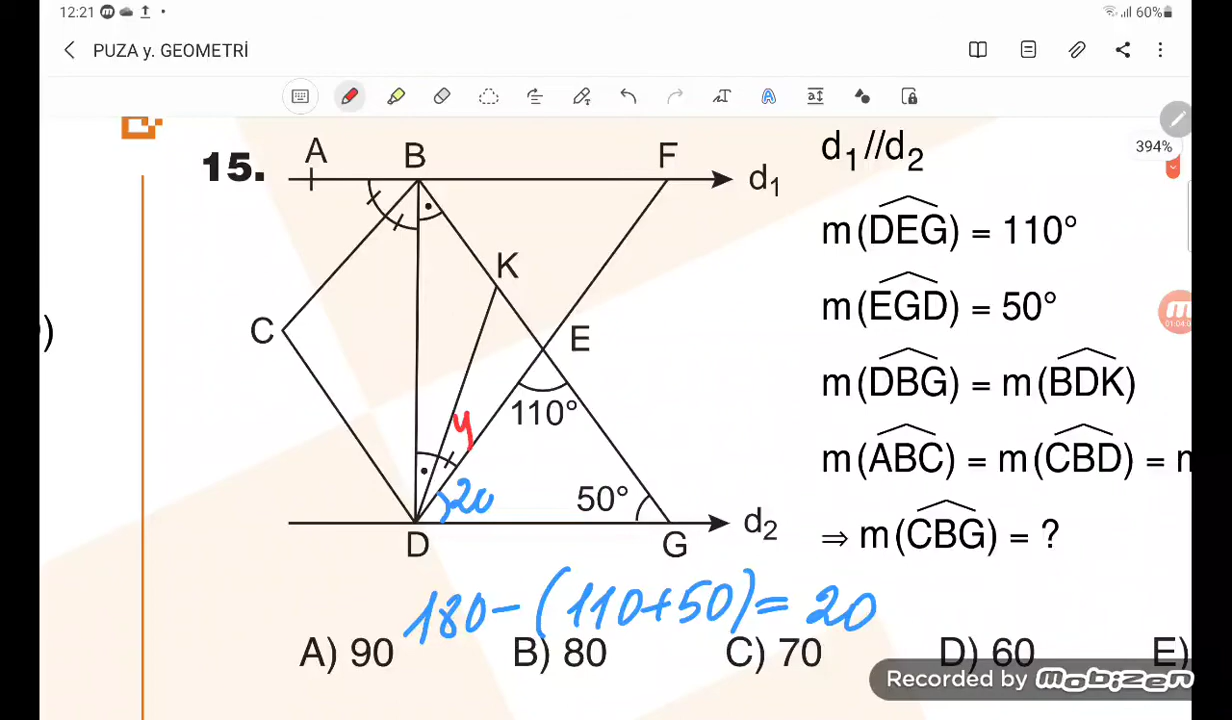 12:21
60%
PUZA y. GEOMETRİ
394%
15.
A B F d₁
K
C E
110°
y
20
50°
D G d₂
d₁//d₂
m(DEG) = 110°
m(EGD) = 50°
m(DBG) = m(BDK)
m(ABC) = m(CBD) = m
⇒ m(CBG) = ?
180-(110+50)=20
A) 90 B) 80 C) 70 D) 60 E)
Recorded by mobizen